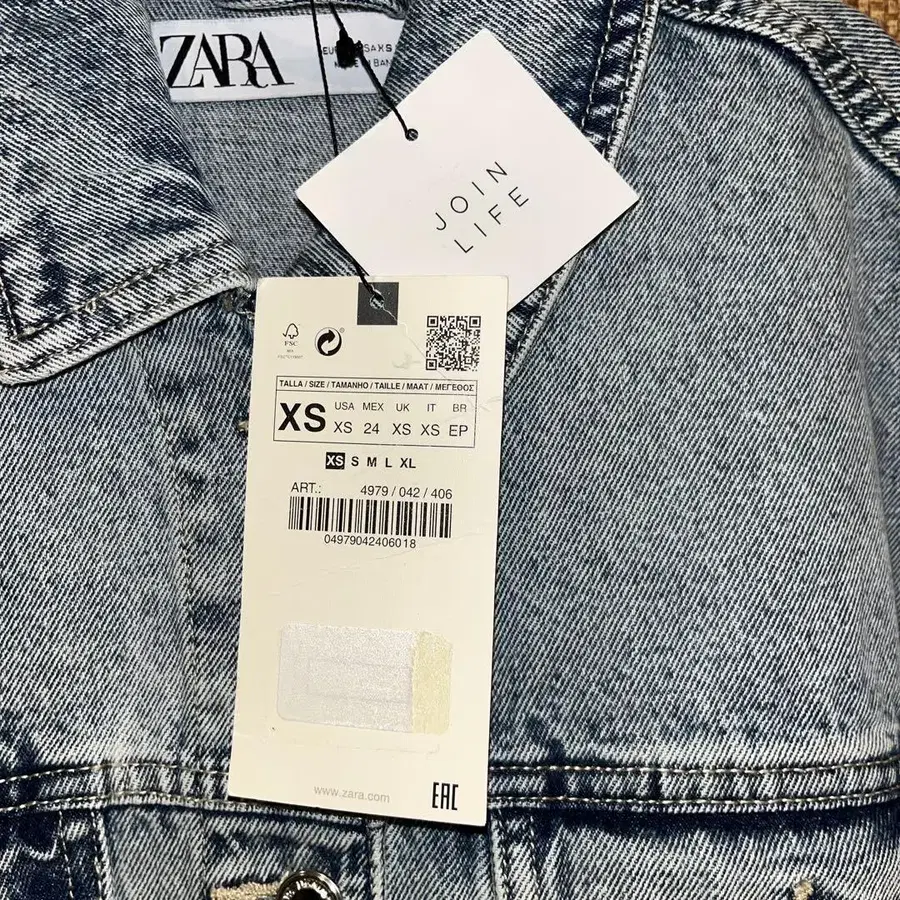 ZARA
JOIN
LIFE
FSC
MIX
TALLA / SIZE / TAMANHO / TAILLE / MAAT / ΜΕΓΕΘΟΣ
XS
USA MEX UK IT BR
XS 24 XS XS EP
XS S M L XL
ART.: 4979 / 042 / 406
04979042406018
www.zara.com
EAC